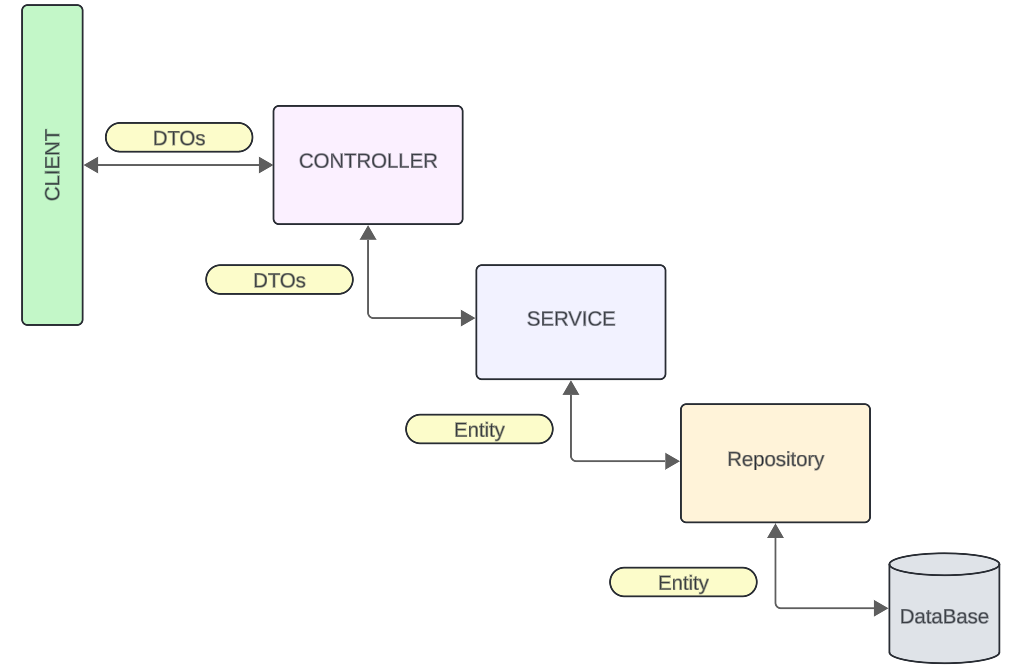 CLIENT
DTOs
CONTROLLER
DTOs
SERVICE
Entity
Repository
Entity
DataBase